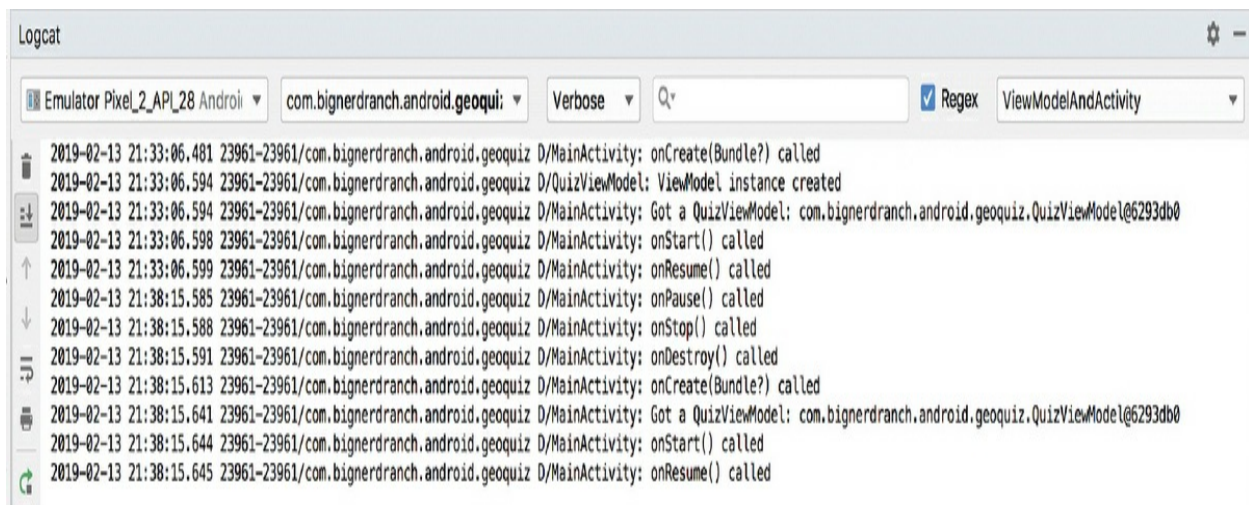 Logcat
Emulator Pixel_2_API_28 Androi com.bignerdranch.android.geoquiz Verbose Regex ViewModelAndActivity
2019-02-13 21:33:06.481 23961-23961/com.bignerdranch.android.geoquiz D/MainActivity: onCreate(Bundle?) called
2019-02-13 21:33:06.594 23961-23961/com.bignerdranch.android.geoquiz D/QuizViewModel: ViewModel instance created
2019-02-13 21:33:06.594 23961-23961/com.bignerdranch.android.geoquiz D/MainActivity: Got a QuizViewModel: com.bignerdranch.android.geoquiz.QuizViewModel@6293db0
2019-02-13 21:33:06.598 23961-23961/com.bignerdranch.android.geoquiz D/MainActivity: onStart() called
2019-02-13 21:33:06.599 23961-23961/com.bignerdranch.android.geoquiz D/MainActivity: onResume() called
2019-02-13 21:38:15.585 23961-23961/com.bignerdranch.android.geoquiz D/MainActivity: onPause() called
2019-02-13 21:38:15.588 23961-23961/com.bignerdranch.android.geoquiz D/MainActivity: onStop() called
2019-02-13 21:38:15.591 23961-23961/com.bignerdranch.android.geoquiz D/MainActivity: onDestroy() called
2019-02-13 21:38:15.613 23961-23961/com.bignerdranch.android.geoquiz D/MainActivity: onCreate(Bundle?) called
2019-02-13 21:38:15.641 23961-23961/com.bignerdranch.android.geoquiz D/MainActivity: Got a QuizViewModel: com.bignerdranch.android.geoquiz.QuizViewModel@6293db0
2019-02-13 21:38:15.644 23961-23961/com.bignerdranch.android.geoquiz D/MainActivity: onStart() called
2019-02-13 21:38:15.645 23961-23961/com.bignerdranch.android.geoquiz D/MainActivity: onResume() called